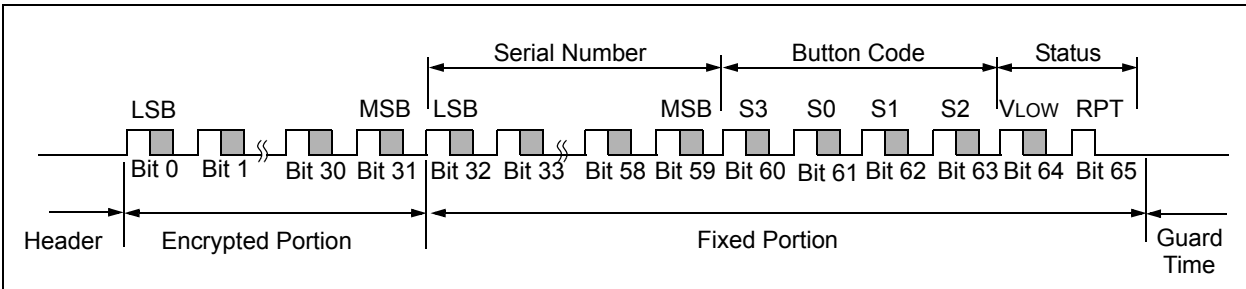 Serial Number Button Code Status
LSB MSB LSB MSB S3 S0 S1 S2 VLOW RPT
Bit 0 Bit 1 Bit 30 Bit 31 Bit 32 Bit 33 Bit 58 Bit 59 Bit 60 Bit 61 Bit 62 Bit 63 Bit 64 Bit 65
Header Encrypted Portion Fixed Portion Guard
Time